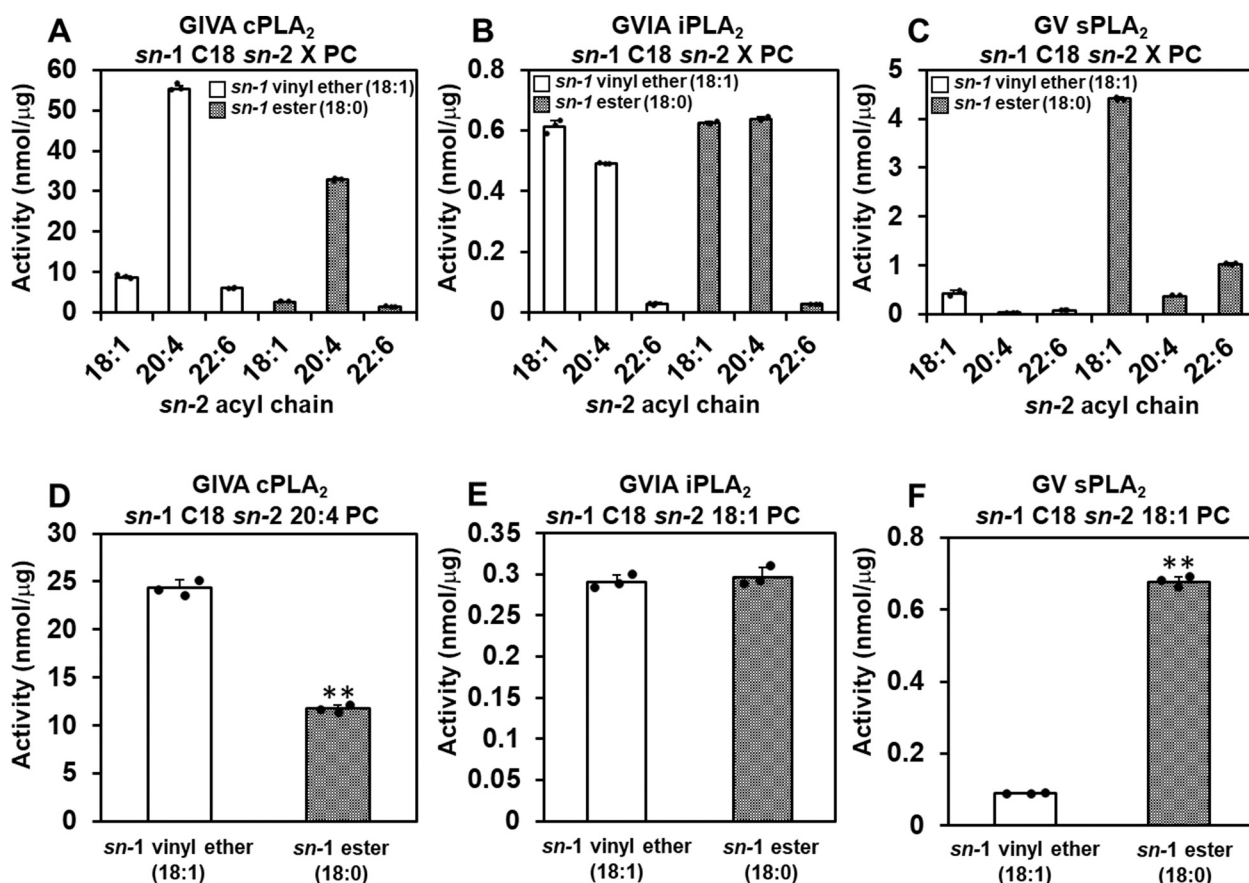 A
GIVA cPLA₂
sn-1 C18 sn-2 X PC
Activity (nmol/µg)
60
50
40
30
20
10
0
sn-1 vinyl ether (18:1)
sn-1 ester (18:0)
18:1
20:4
22:6
18:1
20:4
22:6
sn-2 acyl chain
B
GVIA iPLA₂
sn-1 C18 sn-2 X PC
Activity (nmol/µg)
0.8
0.6
0.4
0.2
0
sn-1 vinyl ether (18:1)
sn-1 ester (18:0)
18:1
20:4
22:6
18:1
20:4
22:6
sn-2 acyl chain
C
GV sPLA₂
sn-1 C18 sn-2 X PC
Activity (nmol/µg)
5
4
3
2
1
0
sn-1 vinyl ether (18:1)
sn-1 ester (18:0)
18:1
20:4
22:6
18:1
20:4
22:6
sn-2 acyl chain
D
GIVA cPLA₂
sn-1 C18 sn-2 20:4 PC
Activity (nmol/µg)
30
25
20
15
10
5
0
**
sn-1 vinyl ether
(18:1)
sn-1 ester
(18:0)
E
GVIA iPLA₂
sn-1 C18 sn-2 18:1 PC
Activity (nmol/µg)
0.35
0.3
0.25
0.2
0.15
0.1
0.05
0
sn-1 vinyl ether
(18:1)
sn-1 ester
(18:0)
F
GV sPLA₂
sn-1 C18 sn-2 18:1 PC
Activity (nmol/µg)
0.8
0.6
0.4
0.2
0
**
sn-1 vinyl ether
(18:1)
sn-1 ester
(18:0)